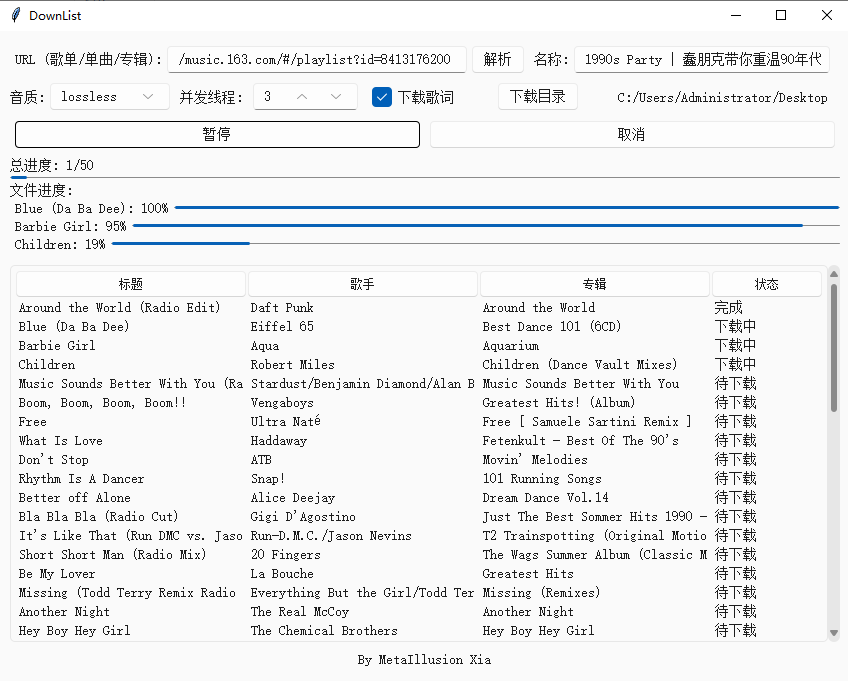 DownList
URL (歌单/单曲/专辑): /music.163.com/#/playlist?id=8413176200 解析 名称: 1990s Party | 蠢朋克带你重温90年代
音质: lossless 并发线程: 3 下载歌词 下载目录 C:/Users/Administrator/Desktop
暂停 取消
总进度: 1/50
文件进度:
Blue (Da Ba Dee): 100%
Barbie Girl: 95%
Children: 19%
标题 歌手 专辑 状态
Around the World (Radio Edit) Daft Punk Around the World 完成
Blue (Da Ba Dee) Eiffel 65 Best Dance 101 (6CD) 下载中
Barbie Girl Aqua Aquarium 下载中
Children Robert Miles Children (Dance Vault Mixes) 下载中
Music Sounds Better With You (Ra Stardust/Benjamin Diamond/Alan B Music Sounds Better With You 待下载
Boom, Boom, Boom, Boom!! Vengaboys Greatest Hits! (Album) 待下载
Free Ultra Naté Free [ Samuele Sartini Remix ] 待下载
What Is Love Haddaway Fetenkult - Best Of The 90's 待下载
Don't Stop ATB Movin' Melodies 待下载
Rhythm Is A Dancer Snap! 101 Running Songs 待下载
Better off Alone Alice Deejay Dream Dance Vol.14 待下载
Bla Bla Bla (Radio Cut) Gigi D'Agostino Just The Best Sommer Hits 1990 - 待下载
It's Like That (Run DMC vs. Jaso Run-D.M.C./Jason Nevins T2 Trainspotting (Original Motio 待下载
Short Short Man (Radio Mix) 20 Fingers The Wags Summer Album (Classic M 待下载
Be My Lover La Bouche Greatest Hits 待下载
Missing (Todd Terry Remix Radio Everything But the Girl/Todd Ter Missing (Remixes) 待下载
Another Night The Real McCoy Another Night 待下载
Hey Boy Hey Girl The Chemical Brothers Hey Boy Hey Girl 待下载
By MetaIllusion Xia